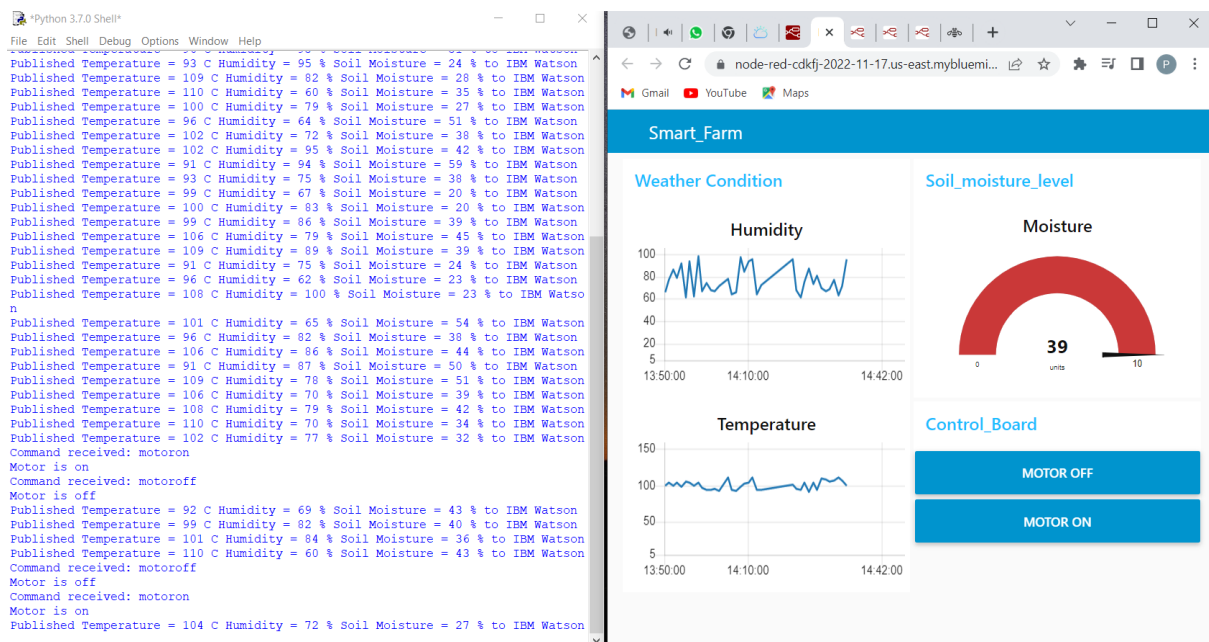 *Python 3.7.0 Shell*
File Edit Shell Debug Options Window Help
Published Temperature = 93 C Humidity = 95 % Soil Moisture = 24 % to IBM Watson
Published Temperature = 109 C Humidity = 82 % Soil Moisture = 28 % to IBM Watson
Published Temperature = 110 C Humidity = 60 % Soil Moisture = 35 % to IBM Watson
Published Temperature = 100 C Humidity = 79 % Soil Moisture = 27 % to IBM Watson
Published Temperature = 96 C Humidity = 64 % Soil Moisture = 51 % to IBM Watson
Published Temperature = 102 C Humidity = 72 % Soil Moisture = 38 % to IBM Watson
Published Temperature = 102 C Humidity = 95 % Soil Moisture = 42 % to IBM Watson
Published Temperature = 91 C Humidity = 94 % Soil Moisture = 59 % to IBM Watson
Published Temperature = 93 C Humidity = 75 % Soil Moisture = 38 % to IBM Watson
Published Temperature = 99 C Humidity = 67 % Soil Moisture = 20 % to IBM Watson
Published Temperature = 100 C Humidity = 83 % Soil Moisture = 20 % to IBM Watson
Published Temperature = 99 C Humidity = 86 % Soil Moisture = 39 % to IBM Watson
Published Temperature = 106 C Humidity = 79 % Soil Moisture = 45 % to IBM Watson
Published Temperature = 109 C Humidity = 89 % Soil Moisture = 39 % to IBM Watson
Published Temperature = 91 C Humidity = 75 % Soil Moisture = 24 % to IBM Watson
Published Temperature = 96 C Humidity = 62 % Soil Moisture = 23 % to IBM Watson
Published Temperature = 108 C Humidity = 100 % Soil Moisture = 23 % to IBM Watso
n
Published Temperature = 101 C Humidity = 65 % Soil Moisture = 54 % to IBM Watson
Published Temperature = 96 C Humidity = 82 % Soil Moisture = 38 % to IBM Watson
Published Temperature = 106 C Humidity = 86 % Soil Moisture = 44 % to IBM Watson
Published Temperature = 91 C Humidity = 87 % Soil Moisture = 50 % to IBM Watson
Published Temperature = 109 C Humidity = 78 % Soil Moisture = 51 % to IBM Watson
Published Temperature = 106 C Humidity = 70 % Soil Moisture = 39 % to IBM Watson
Published Temperature = 108 C Humidity = 79 % Soil Moisture = 42 % to IBM Watson
Published Temperature = 110 C Humidity = 70 % Soil Moisture = 34 % to IBM Watson
Published Temperature = 102 C Humidity = 77 % Soil Moisture = 32 % to IBM Watson
Command received: motoron
Motor is on
Command received: motoroff
Motor is off
Published Temperature = 92 C Humidity = 69 % Soil Moisture = 43 % to IBM Watson
Published Temperature = 99 C Humidity = 82 % Soil Moisture = 40 % to IBM Watson
Published Temperature = 101 C Humidity = 84 % Soil Moisture = 36 % to IBM Watson
Published Temperature = 110 C Humidity = 60 % Soil Moisture = 43 % to IBM Watson
Command received: motoroff
Motor is off
Command received: motoron
Motor is on
Published Temperature = 104 C Humidity = 72 % Soil Moisture = 27 % to IBM Watson
node-red-cdkfj-2022-11-17.us-east.mybluemi...
P
Gmail YouTube Maps
Smart_Farm
Weather Condition
Humidity
100
80
60
40
20
5
13:50:00 14:10:00 14:42:00
Temperature
150
100
50
5
13:50:00 14:10:00 14:42:00
Soil_moisture_level
Moisture
39
units
0 10
Control_Board
MOTOR OFF
MOTOR ON